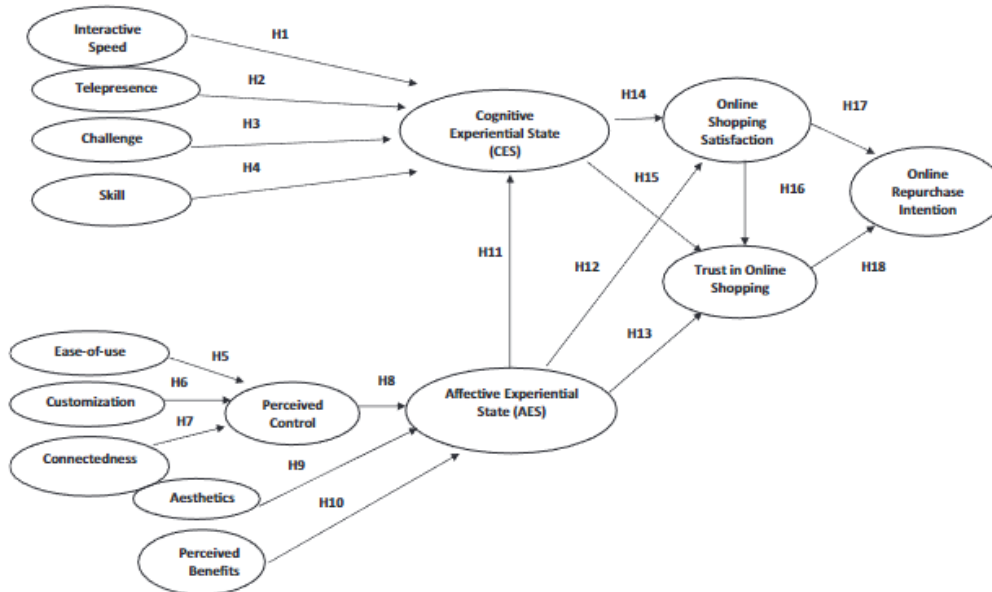 Interactive
Speed
H1
Telepresence
H2
Challenge
H3
Skill
H4
Cognitive
Experiential State
(CES)
H14
Online
Shopping
Satisfaction
H17
H15
H16
Online
Repurchase
Intention
H11
H12
Trust in Online
Shopping
H18
H13
Ease-of-use
H5
Customization
H6
Connectedness
H7
Perceived
Control
H8
Affective Experiential
State (AES)
Aesthetics
H9
Perceived
Benefits
H10